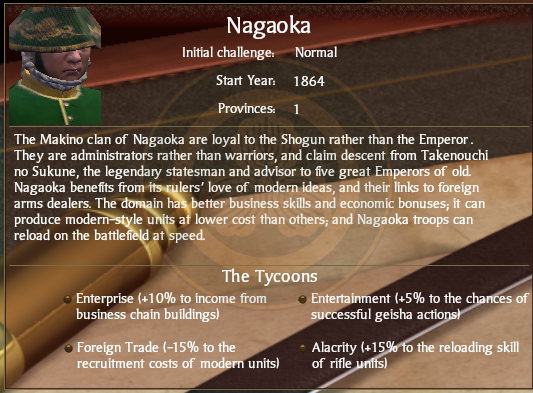 Nagaoka
Initial challenge: Normal
Start Year: 1864
Provinces: 1
The Makino clan of Nagaoka are loyal to the Shogun rather than the Emperor.
They are administrators rather than warriors, and claim descent from Takenouchi
no Sukune, the legendary statesman and advisor to five great Emperors of old.
Nagaoka benefits from its rulers' love of modern ideas, and their links to foreign
arms dealers. The domain has better business skills and economic bonuses; it can
produce modern-style units at lower cost than others; and Nagaoka troops can
reload on the battlefield at speed.
The Tycoons
Enterprise (+10% to income from
business chain buildings)
Entertainment (+5% to the chances of
successful geisha actions)
Foreign Trade (-15% to the
recruitment costs of modern units)
Alacrity (+15% to the reloading skill
of rifle units)